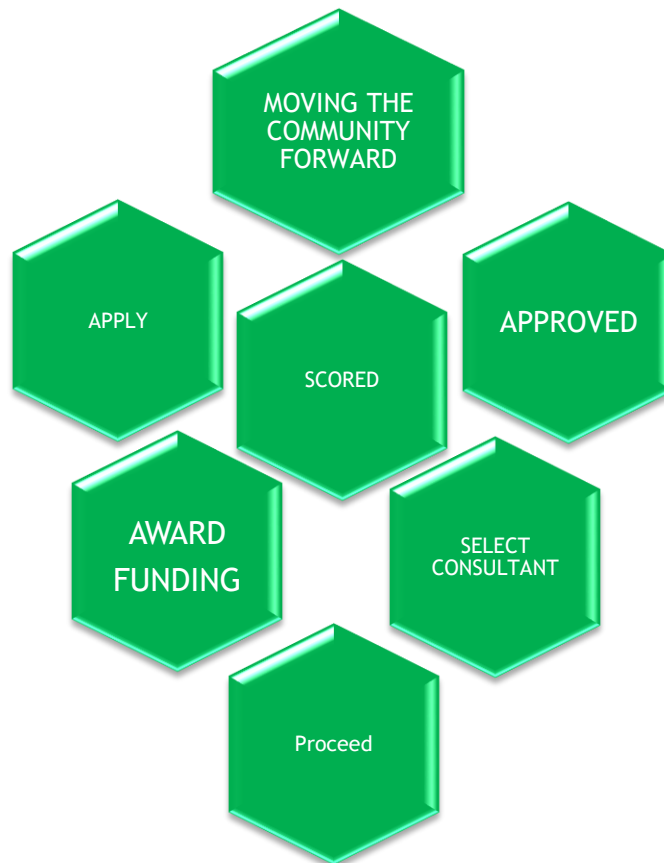 MOVING THE
COMMUNITY
FORWARD
APPLY
SCORED
APPROVED
AWARD
FUNDING
SELECT
CONSULTANT
Proceed